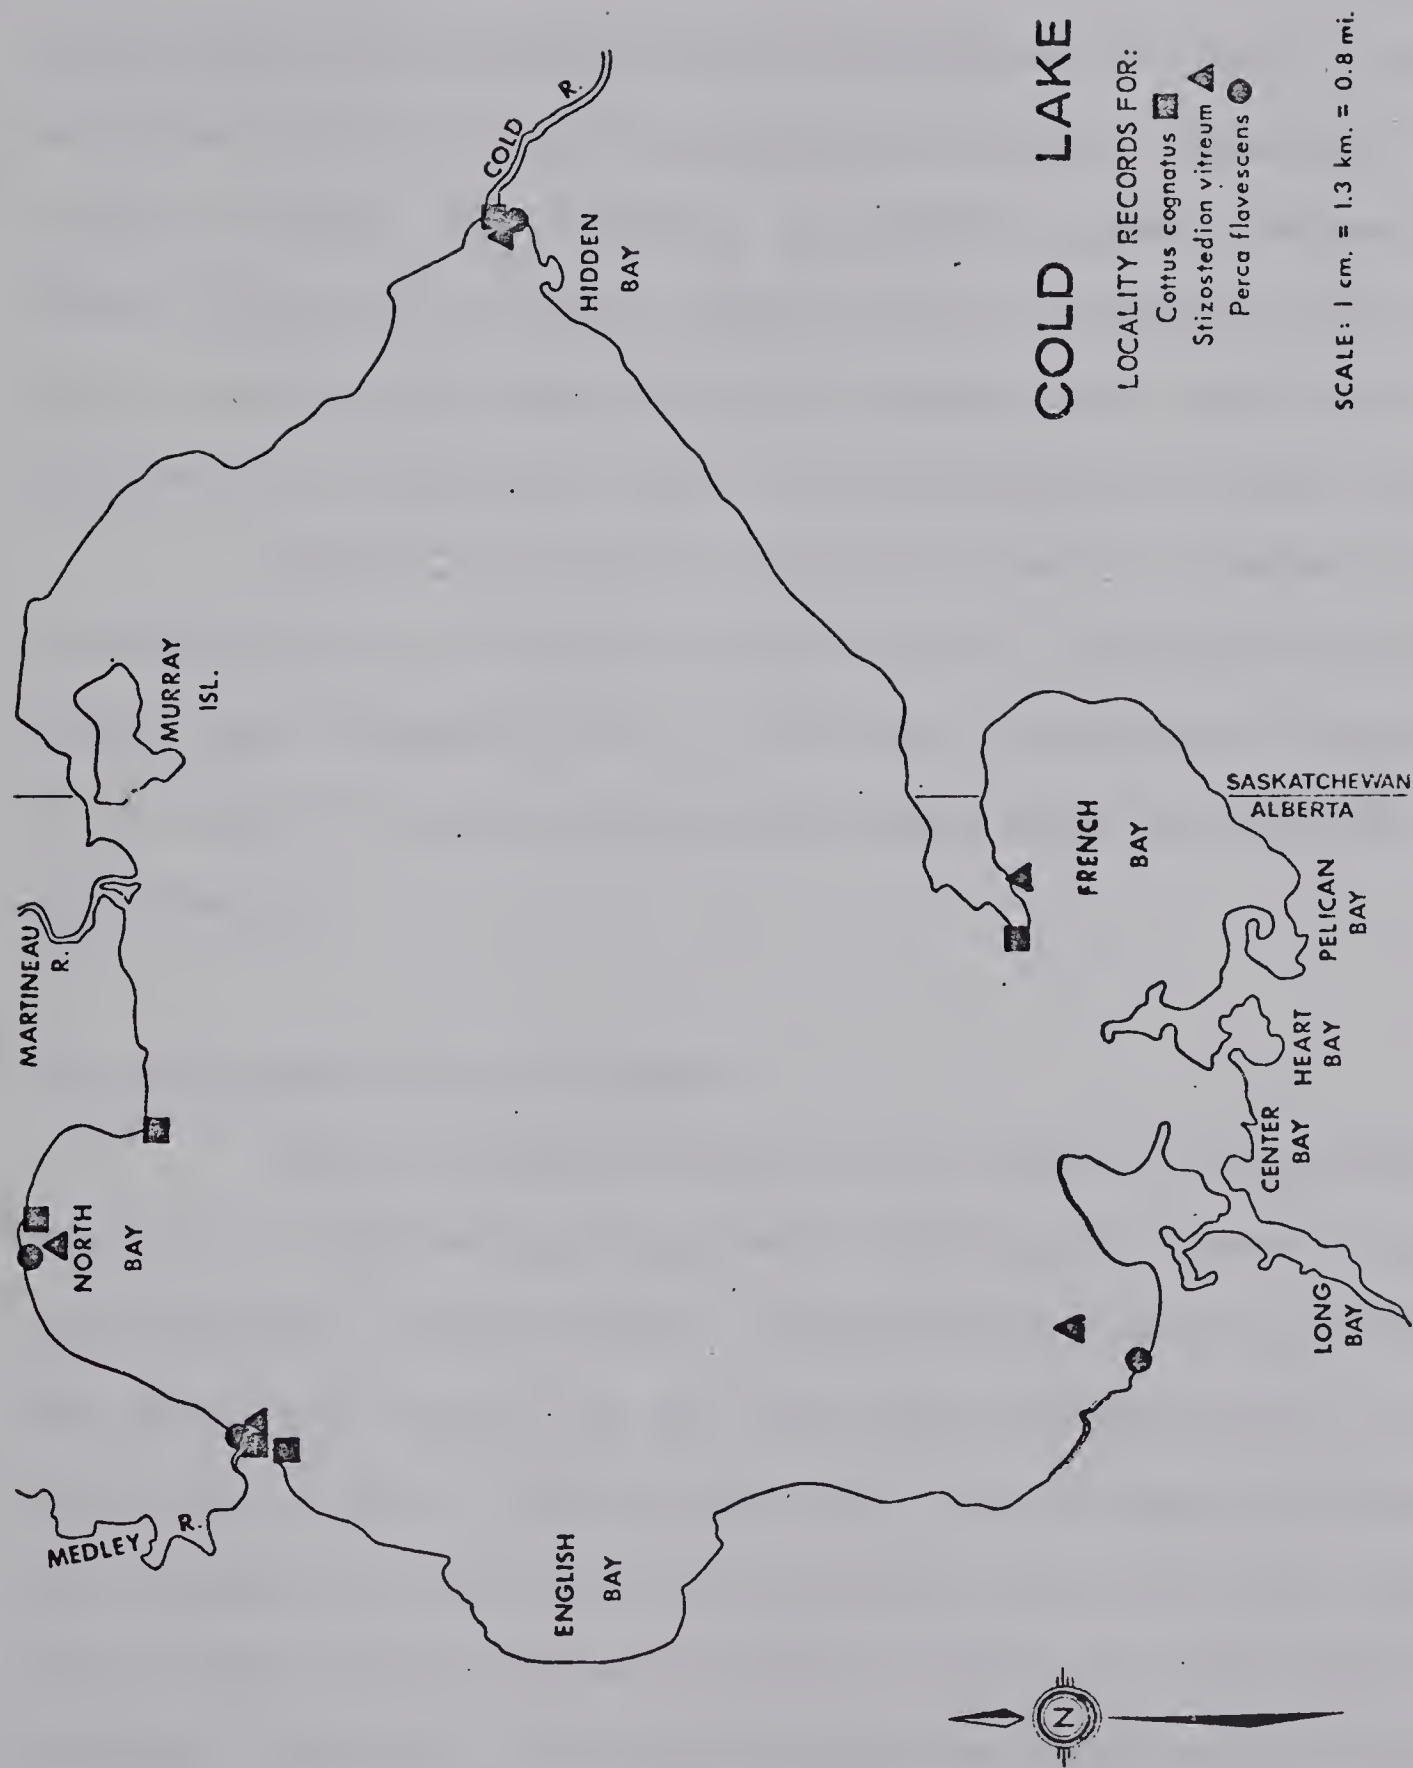 COLD LAKE
LOCALITY RECORDS FOR:
Cottus cognatus
Stizostedion vitreum
Perca flavescens
SCALE: 1 cm. = 1.3 km. = 0.8 mi.
MEDLEY R.
NORTH
BAY
MARTINEAU
R.
MURRAY
ISL.
COLD R.
HIDDEN
BAY
ENGLISH
BAY
FRENCH
BAY
SASKATCHEWAN
ALBERTA
PELICAN
BAY
HEART
BAY
CENTER
BAY
LONG
BAY
N